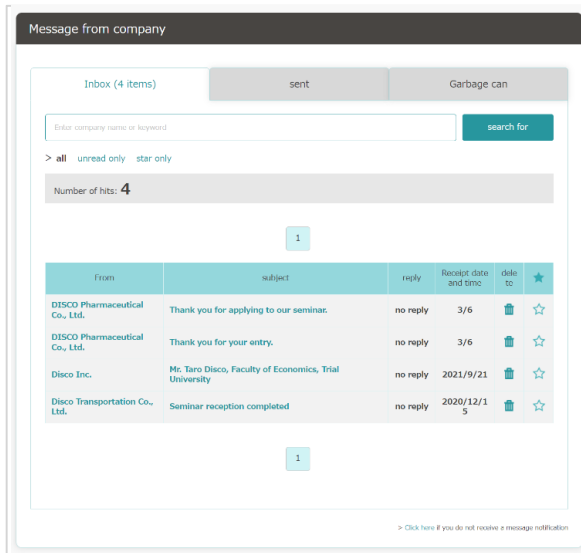 Message from company
Inbox (4 items)
sent
Garbage can
Enter company name or keyword
search for
> all unread only star only
Number of hits: 4
1
From subject reply Receipt date and time dele to ★
DISCO Pharmaceutical Co., Ltd. Thank you for applying to our seminar. no reply 3/6 ☆
DISCO Pharmaceutical Co., Ltd. Thank you for your entry. no reply 3/6 ☆
Disco Inc. Mr. Taro Disco, Faculty of Economics, Trial University no reply 2021/9/21 ☆
Disco Transportation Co., Ltd. Seminar reception completed no reply 2020/12/15 ☆
1
> Click here if you do not receive a message notification